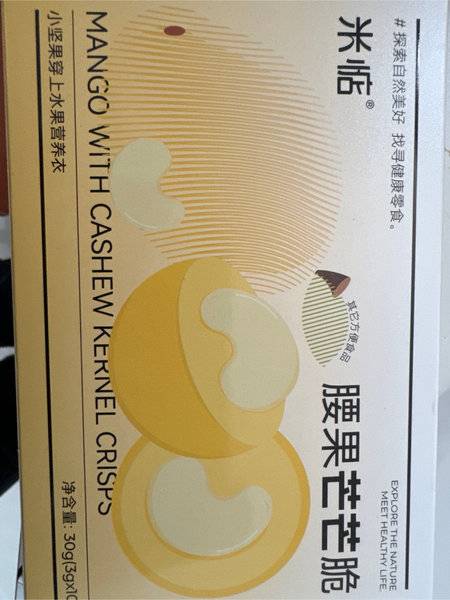 #探索自然美好 找寻健康零食。
EXPLORE THE NATURE
MEET HEALTHY LIFE.
米惦®
腰果芒芒脆
其它方便食品
MANGO WITH CASHEW KERNEL CRISPS
小坚果穿上水果营养衣
净含量: 30g(3gx10